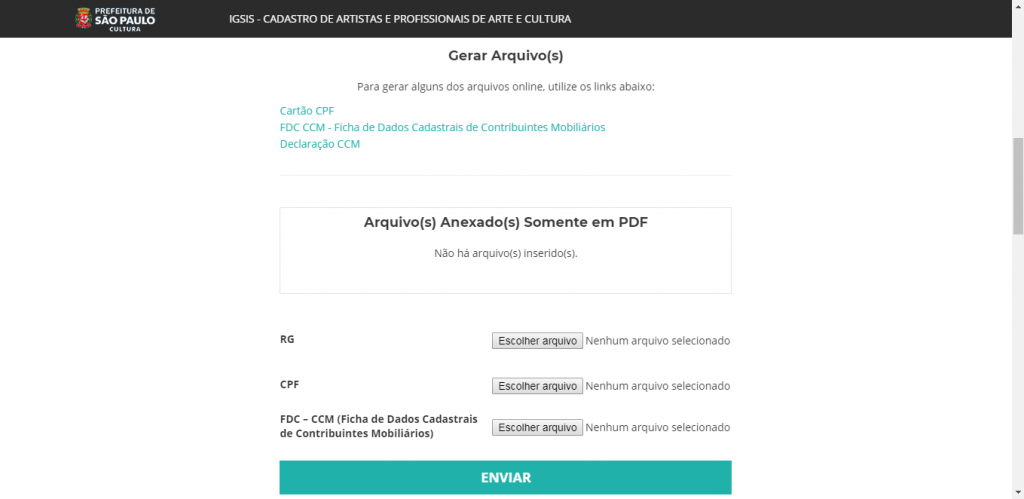 PREFEITURA DE
SÃO PAULO
CULTURA
IGSIS - CADASTRO DE ARTISTAS E PROFISSIONAIS DE ARTE E CULTURA
Gerar Arquivo(s)
Para gerar alguns dos arquivos online, utilize os links abaixo:
Cartão CPF
FDC CCM - Ficha de Dados Cadastrais de Contribuintes Mobiliários
Declaração CCM
Arquivo(s) Anexado(s) Somente em PDF
Não há arquivo(s) inserido(s).
RG Escolher arquivo Nenhum arquivo selecionado
CPF Escolher arquivo Nenhum arquivo selecionado
FDC – CCM (Ficha de Dados Cadastrais
de Contribuintes Mobiliários) Escolher arquivo Nenhum arquivo selecionado
ENVIAR